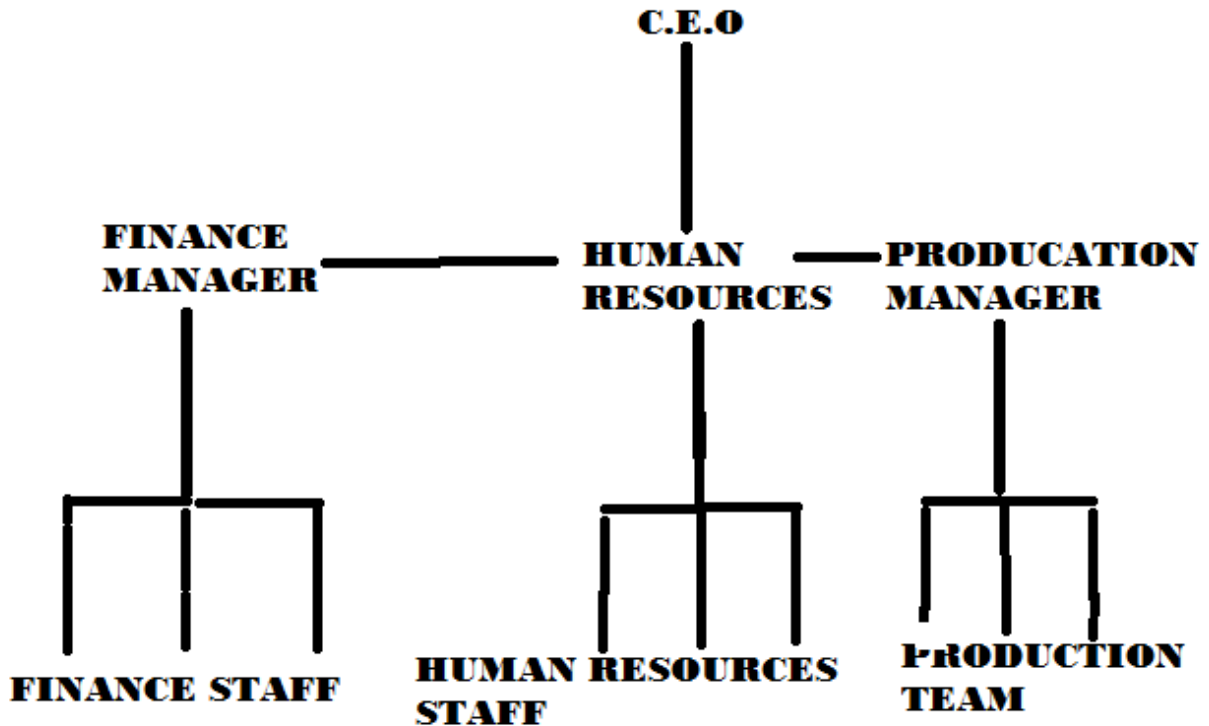 C.E.O
FINANCE
MANAGER
HUMAN
RESOURCES
PRODUCATION
MANAGER
FINANCE STAFF
HUMAN RESOURCES
STAFF
PRODUCTION
TEAM